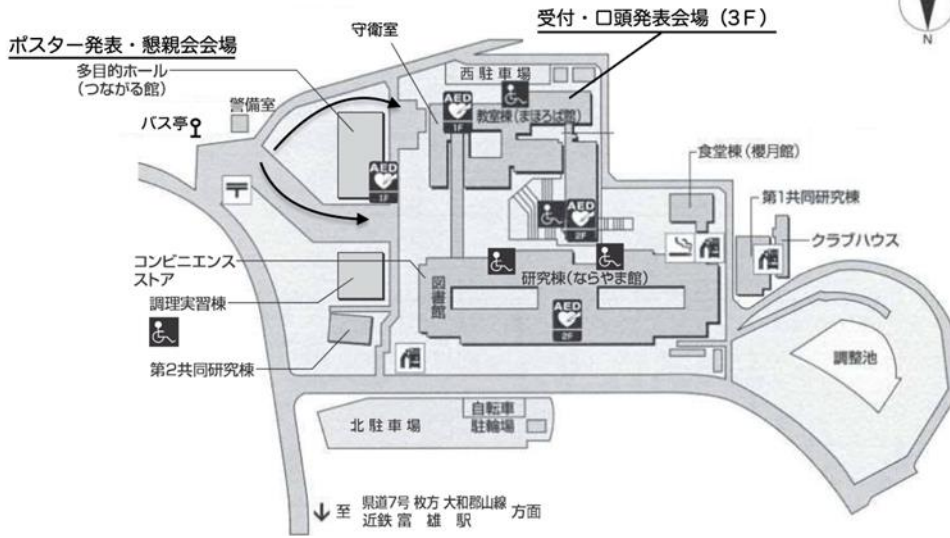 受付・口頭発表会場（3F）
N
守衛室
ポスター発表・懇親会会場
多目的ホール
(つながる館)
西駐車場
警備室
AED
1F
教室棟(まほろば館)
バス亭
食堂棟(櫻月館)
AED
1F
第1共同研究棟
AED
2F
クラブハウス
コンビニエンス
ストア
図書館
研究棟(ならやま館)
調理実習棟
AED
2F
調整池
第2共同研究棟
自転車
駐輪場
北駐車場
至 県道7号 枚方 大和郡山線
近鉄 富雄駅 方面